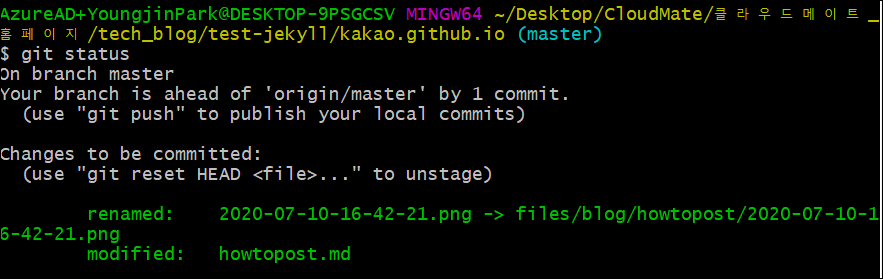 AzureAD+YoungjinPark@DESKTOP-9PSGCSV MINGW64 ~/Desktop/CloudMate/클라우드메이트_
홈페이지/tech_blog/test-jekyll/kakao.github.io (master)
$ git status
On branch master
Your branch is ahead of 'origin/master' by 1 commit.
  (use "git push" to publish your local commits)

Changes to be committed:
  (use "git reset HEAD <file>..." to unstage)

        renamed:    2020-07-10-16-42-21.png -> files/blog/howtopost/2020-07-10-1
6-42-21.png
        modified:   howtopost.md